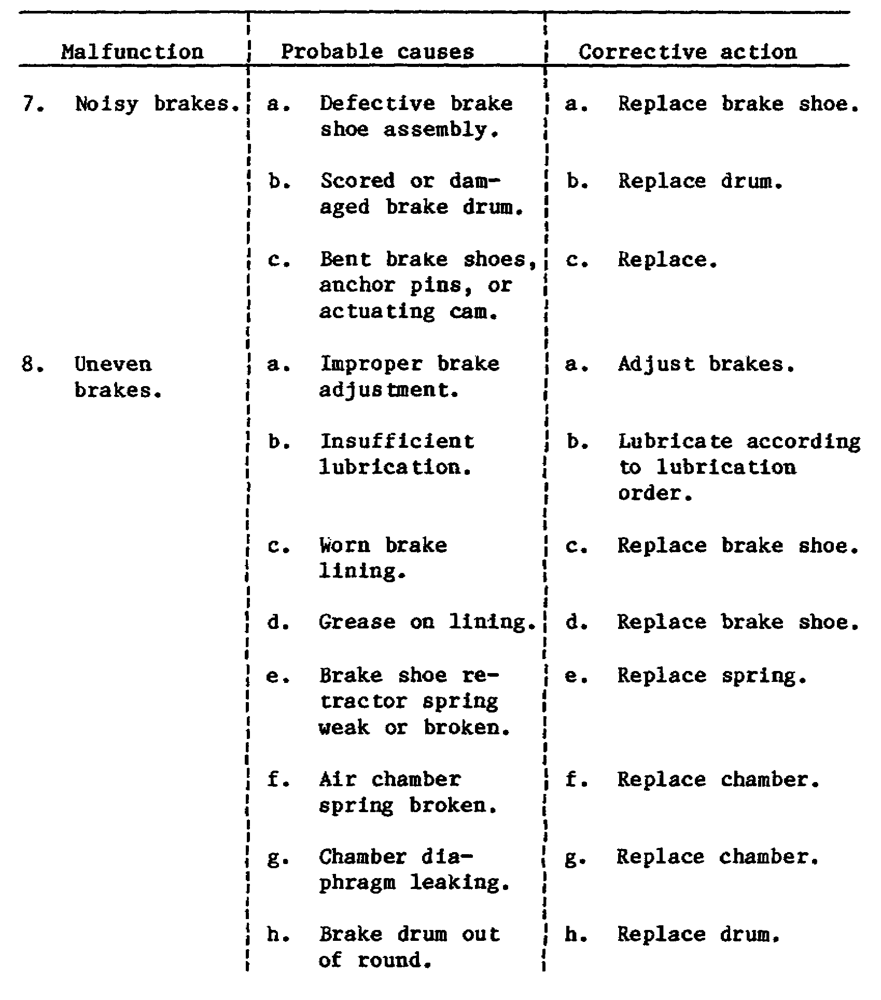 Malfunction Probable causes Corrective action
7. Noisy brakes. a. Defective brake a. Replace brake shoe.
shoe assembly.
b. Scored or dam- b. Replace drum.
aged brake drum.
c. Bent brake shoes, c. Replace.
anchor pins, or
actuating cam.
8. Uneven a. Improper brake a. Adjust brakes.
brakes. adjustment.
b. Insufficient b. Lubricate according
lubrication. to lubrication
order.
c. Worn brake c. Replace brake shoe.
lining.
d. Grease on lining. d. Replace brake shoe.
e. Brake shoe re- e. Replace spring.
tractor spring
weak or broken.
f. Air chamber f. Replace chamber.
spring broken.
g. Chamber dia- g. Replace chamber.
phragm leaking.
h. Brake drum out h. Replace drum.
of round.